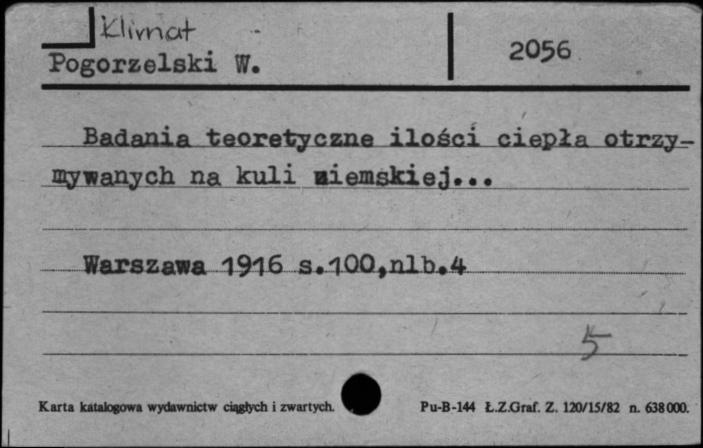 Klimat
Pogorzelski W.
2056
Badania teoretyczne ilości ciepła otrzy-
mywanych na kuli ziemskiej...
Warszawa 1916 s.100,nlb.4
5
Karta katalogowa wydawnictw ciągłych i zwartych.
Pu-B-144 Ł.Z.Graf. Z. 120/15/82 n. 638000.